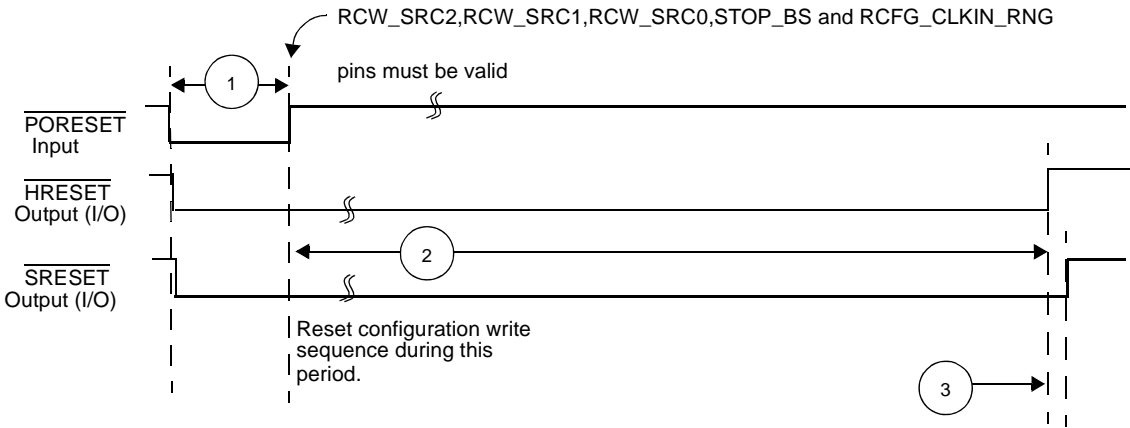 RCW_SRC2,RCW_SRC1,RCW_SRC0,STOP_BS and RCFG_CLKIN_RNG
pins must be valid
1
PORESET
Input
HRESET
Output (I/O)
2
SRESET
Output (I/O)
Reset configuration write
sequence during this
period.
3